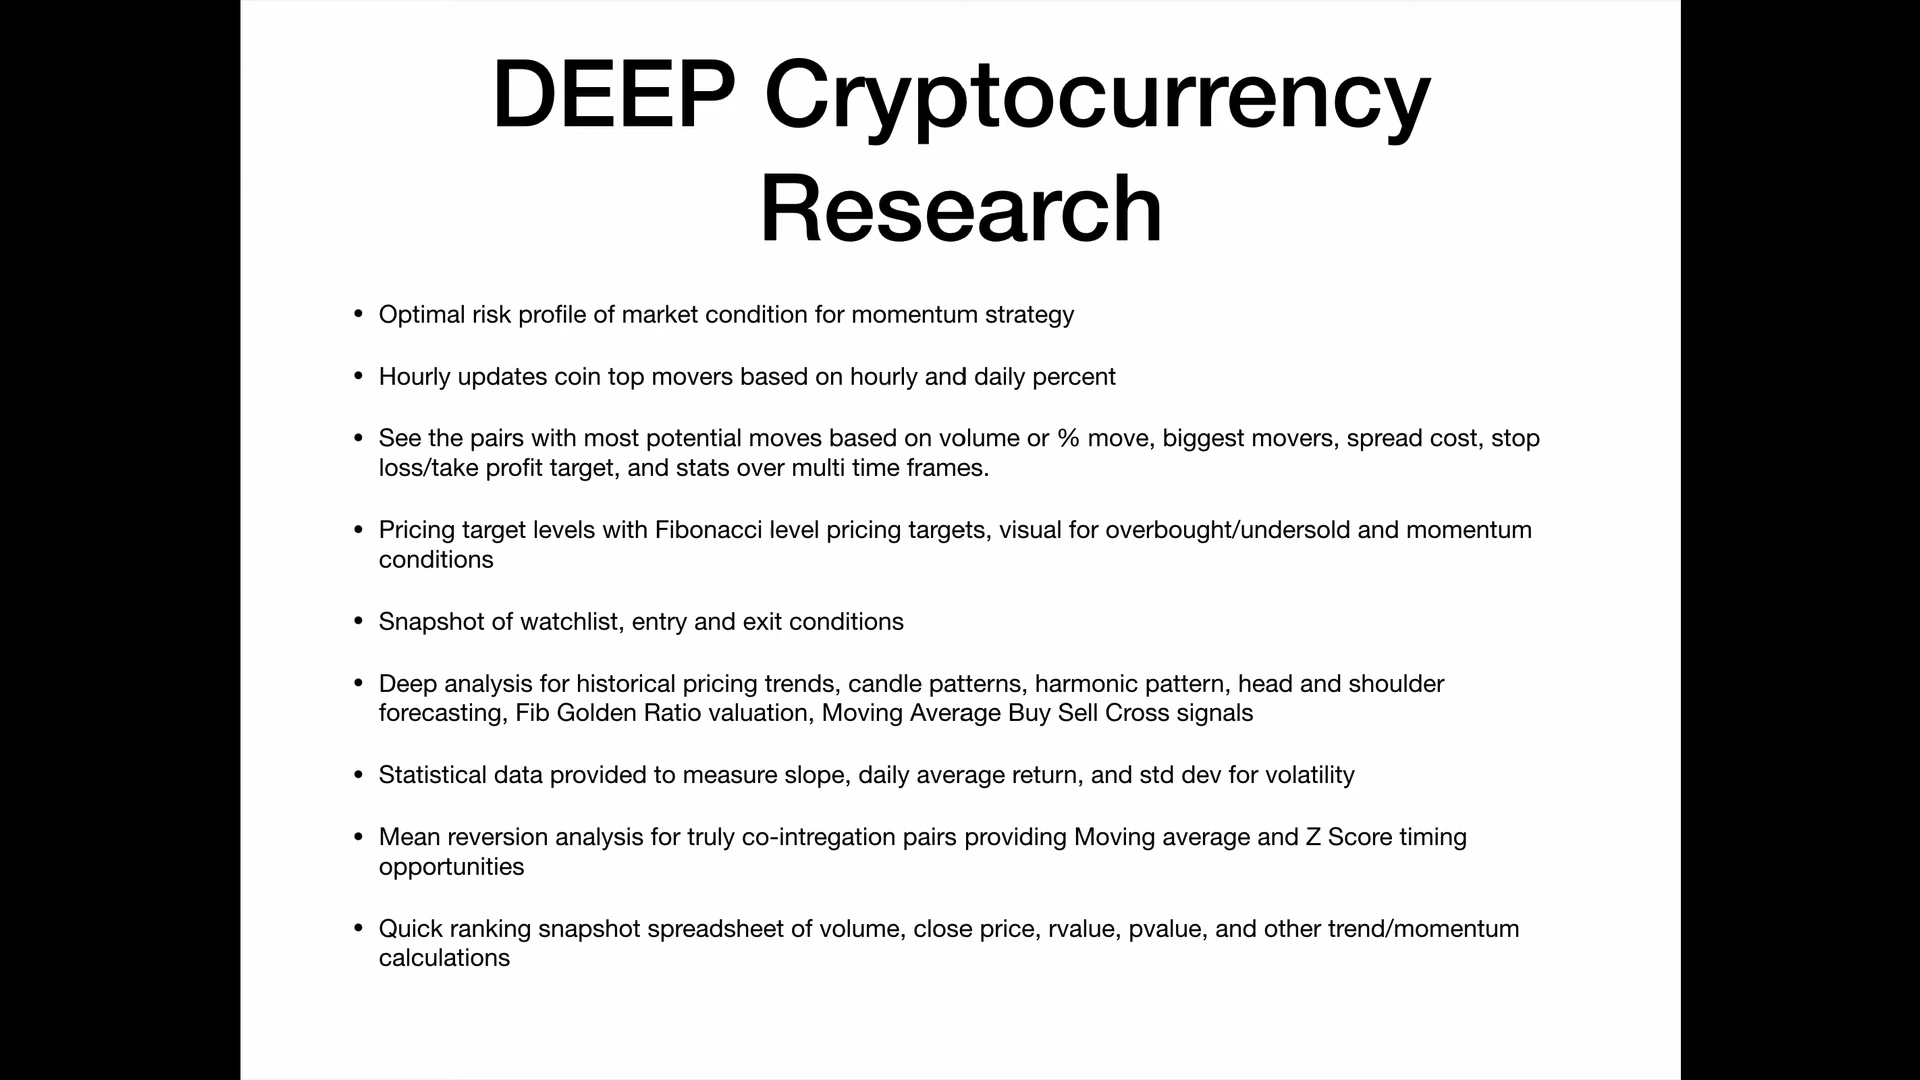 DEEP Cryptocurrency
Research
• Optimal risk profile of market condition for momentum strategy
• Hourly updates coin top movers based on hourly and daily percent
• See the pairs with most potential moves based on volume or % move, biggest movers, spread cost, stop
loss/take profit target, and stats over multi time frames.
• Pricing target levels with Fibonacci level pricing targets, visual for overbought/undersold and momentum
conditions
• Snapshot of watchlist, entry and exit conditions
• Deep analysis for historical pricing trends, candle patterns, harmonic pattern, head and shoulder
forecasting, Fib Golden Ratio valuation, Moving Average Buy Sell Cross signals
• Statistical data provided to measure slope, daily average return, and std dev for volatility
• Mean reversion analysis for truly co-intregation pairs providing Moving average and Z Score timing
opportunities
• Quick ranking snapshot spreadsheet of volume, close price, rvalue, pvalue, and other trend/momentum
calculations